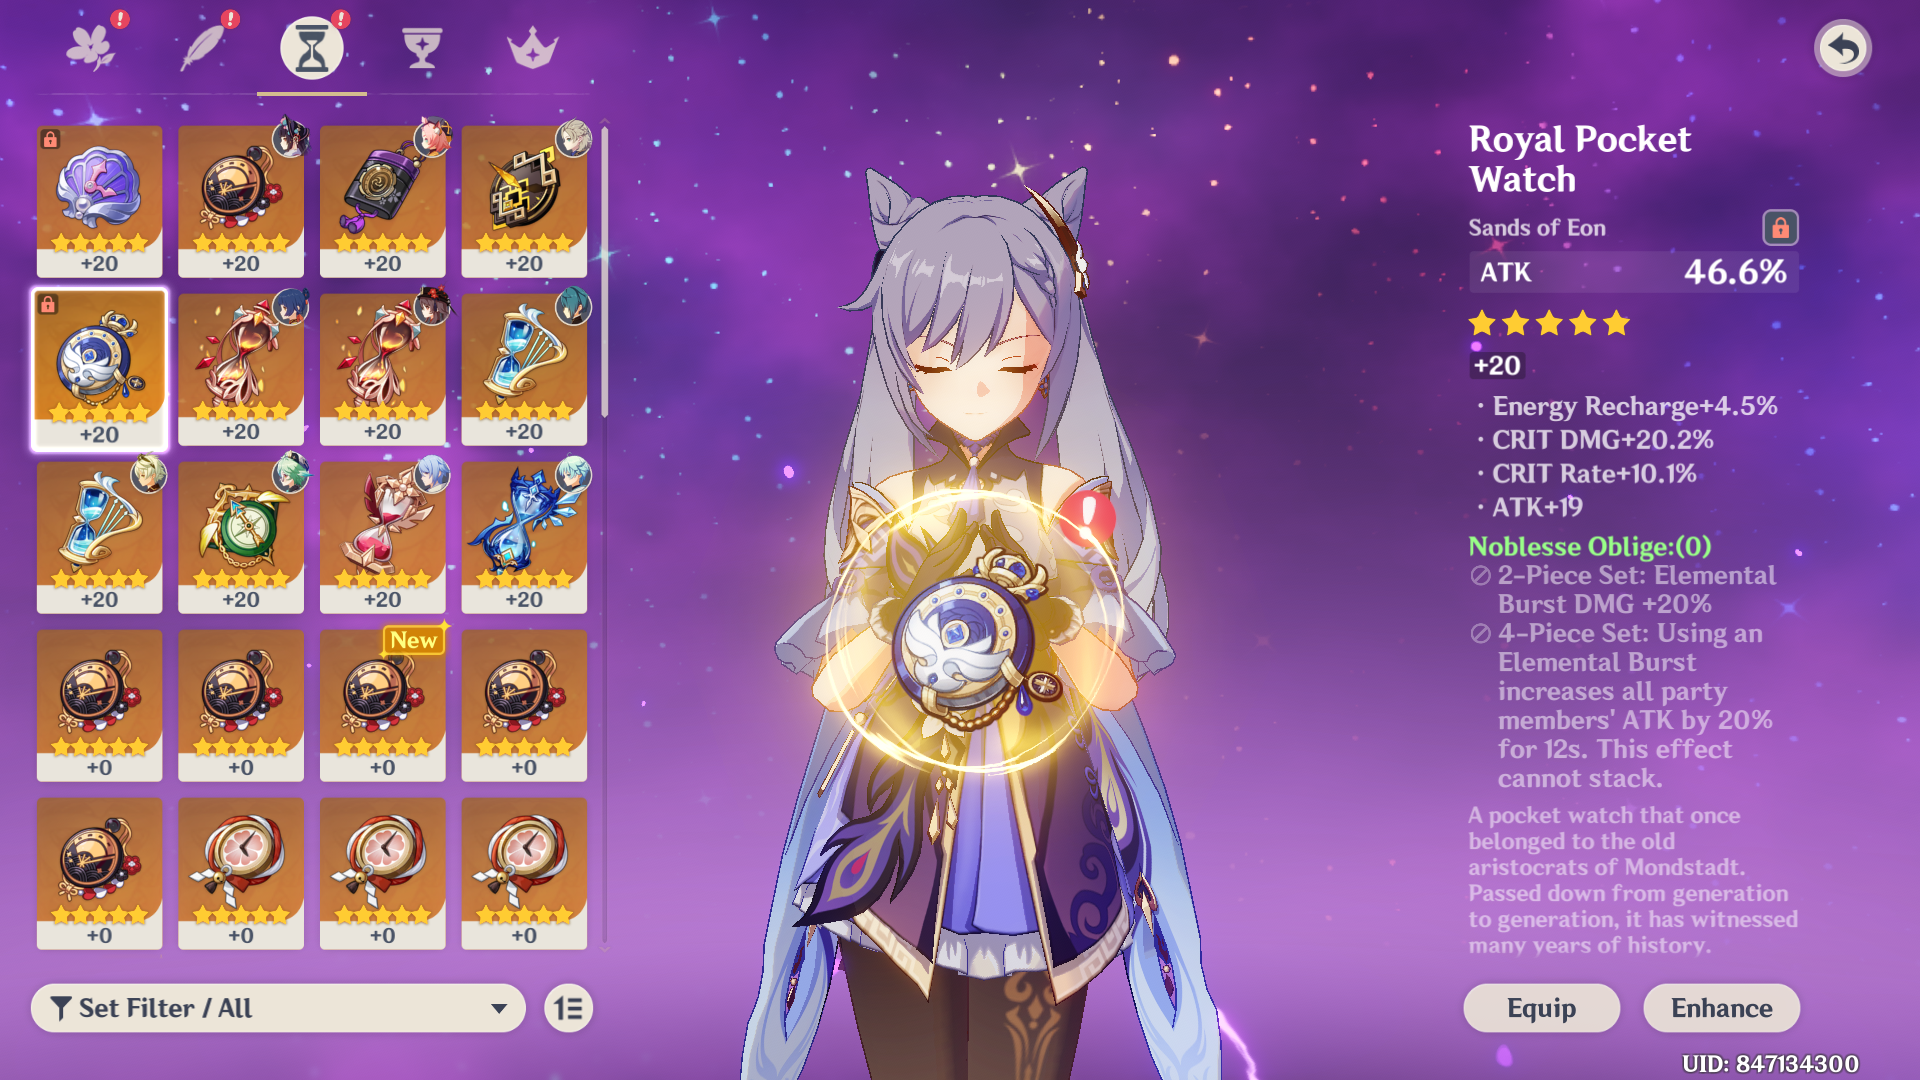 Royal Pocket
Watch
Sands of Eon
ATK 46.6%
+20
· Energy Recharge+4.5%
· CRIT DMG+20.2%
· CRIT Rate+10.1%
· ATK+19
Noblesse Oblige:(0)
2-Piece Set: Elemental
Burst DMG +20%
4-Piece Set: Using an
Elemental Burst
increases all party
members' ATK by 20%
for 12s. This effect
cannot stack.
A pocket watch that once
belonged to the old
aristocrats of Mondstadt.
Passed down from generation
to generation, it has witnessed
many years of history.
+20 +20 +20 +20
+20 +20 +20 +20
+20 +20 +20 +20
New
+0 +0 +0 +0
+0 +0 +0 +0
Set Filter / All
Equip
Enhance
UID: 847134300